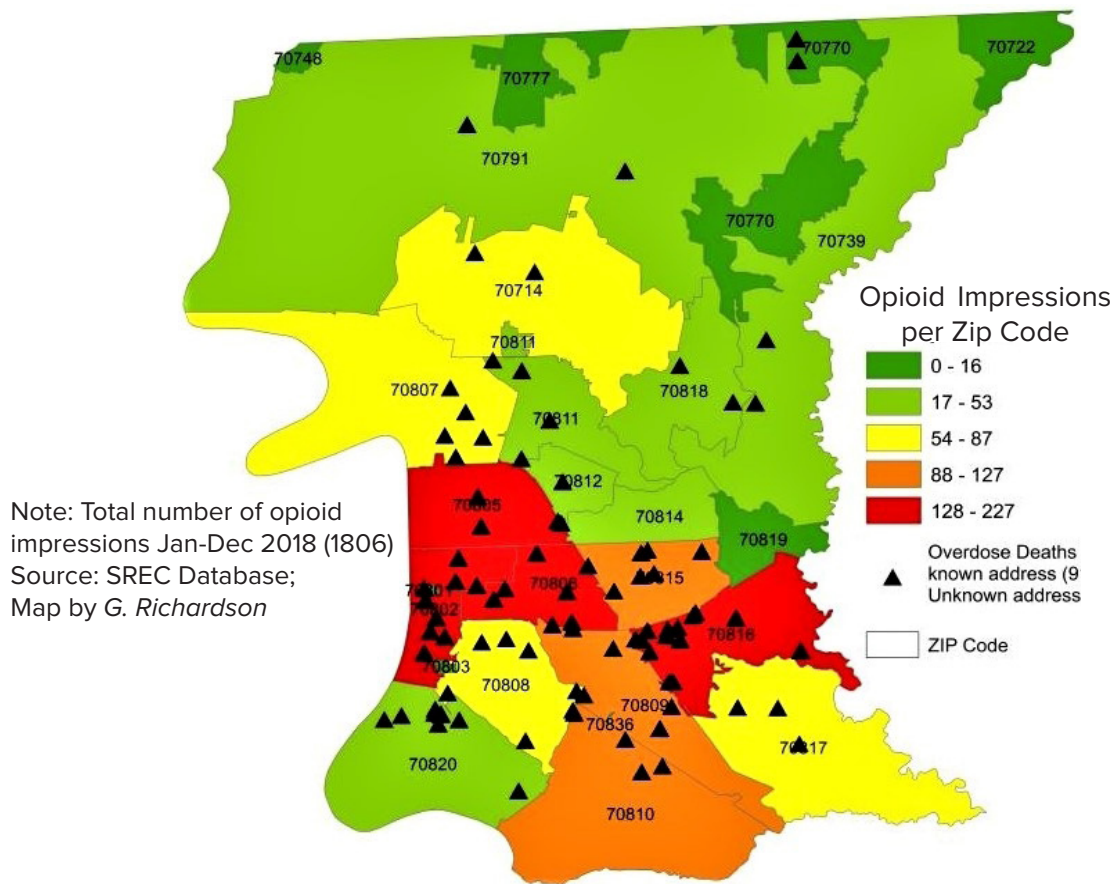 70748
70777
70770
70722
70791
70770
70739
70714
Opioid Impressions
per Zip Code
0 - 16
17 - 53
54 - 87
88 - 127
128 - 227
Overdose Deaths
known address (9
Unknown address
ZIP Code
70811
70807
70818
70811
70812
70805
70814
70819
Note: Total number of opioid
impressions Jan-Dec 2018 (1806)
Source: SREC Database;
Map by G. Richardson
70806
70802
70816
70803
70808
70809
70836
70817
70820
70810